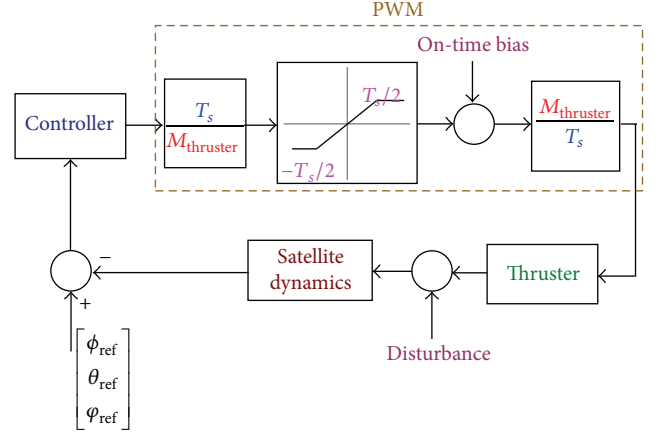 PWM
On-time bias
Controller
T_s
M_thruster
T_s/2
−T_s/2
M_thruster
T_s
−
Satellite
dynamics
Thruster
+
Disturbance
ϕ_ref
θ_ref
φ_ref